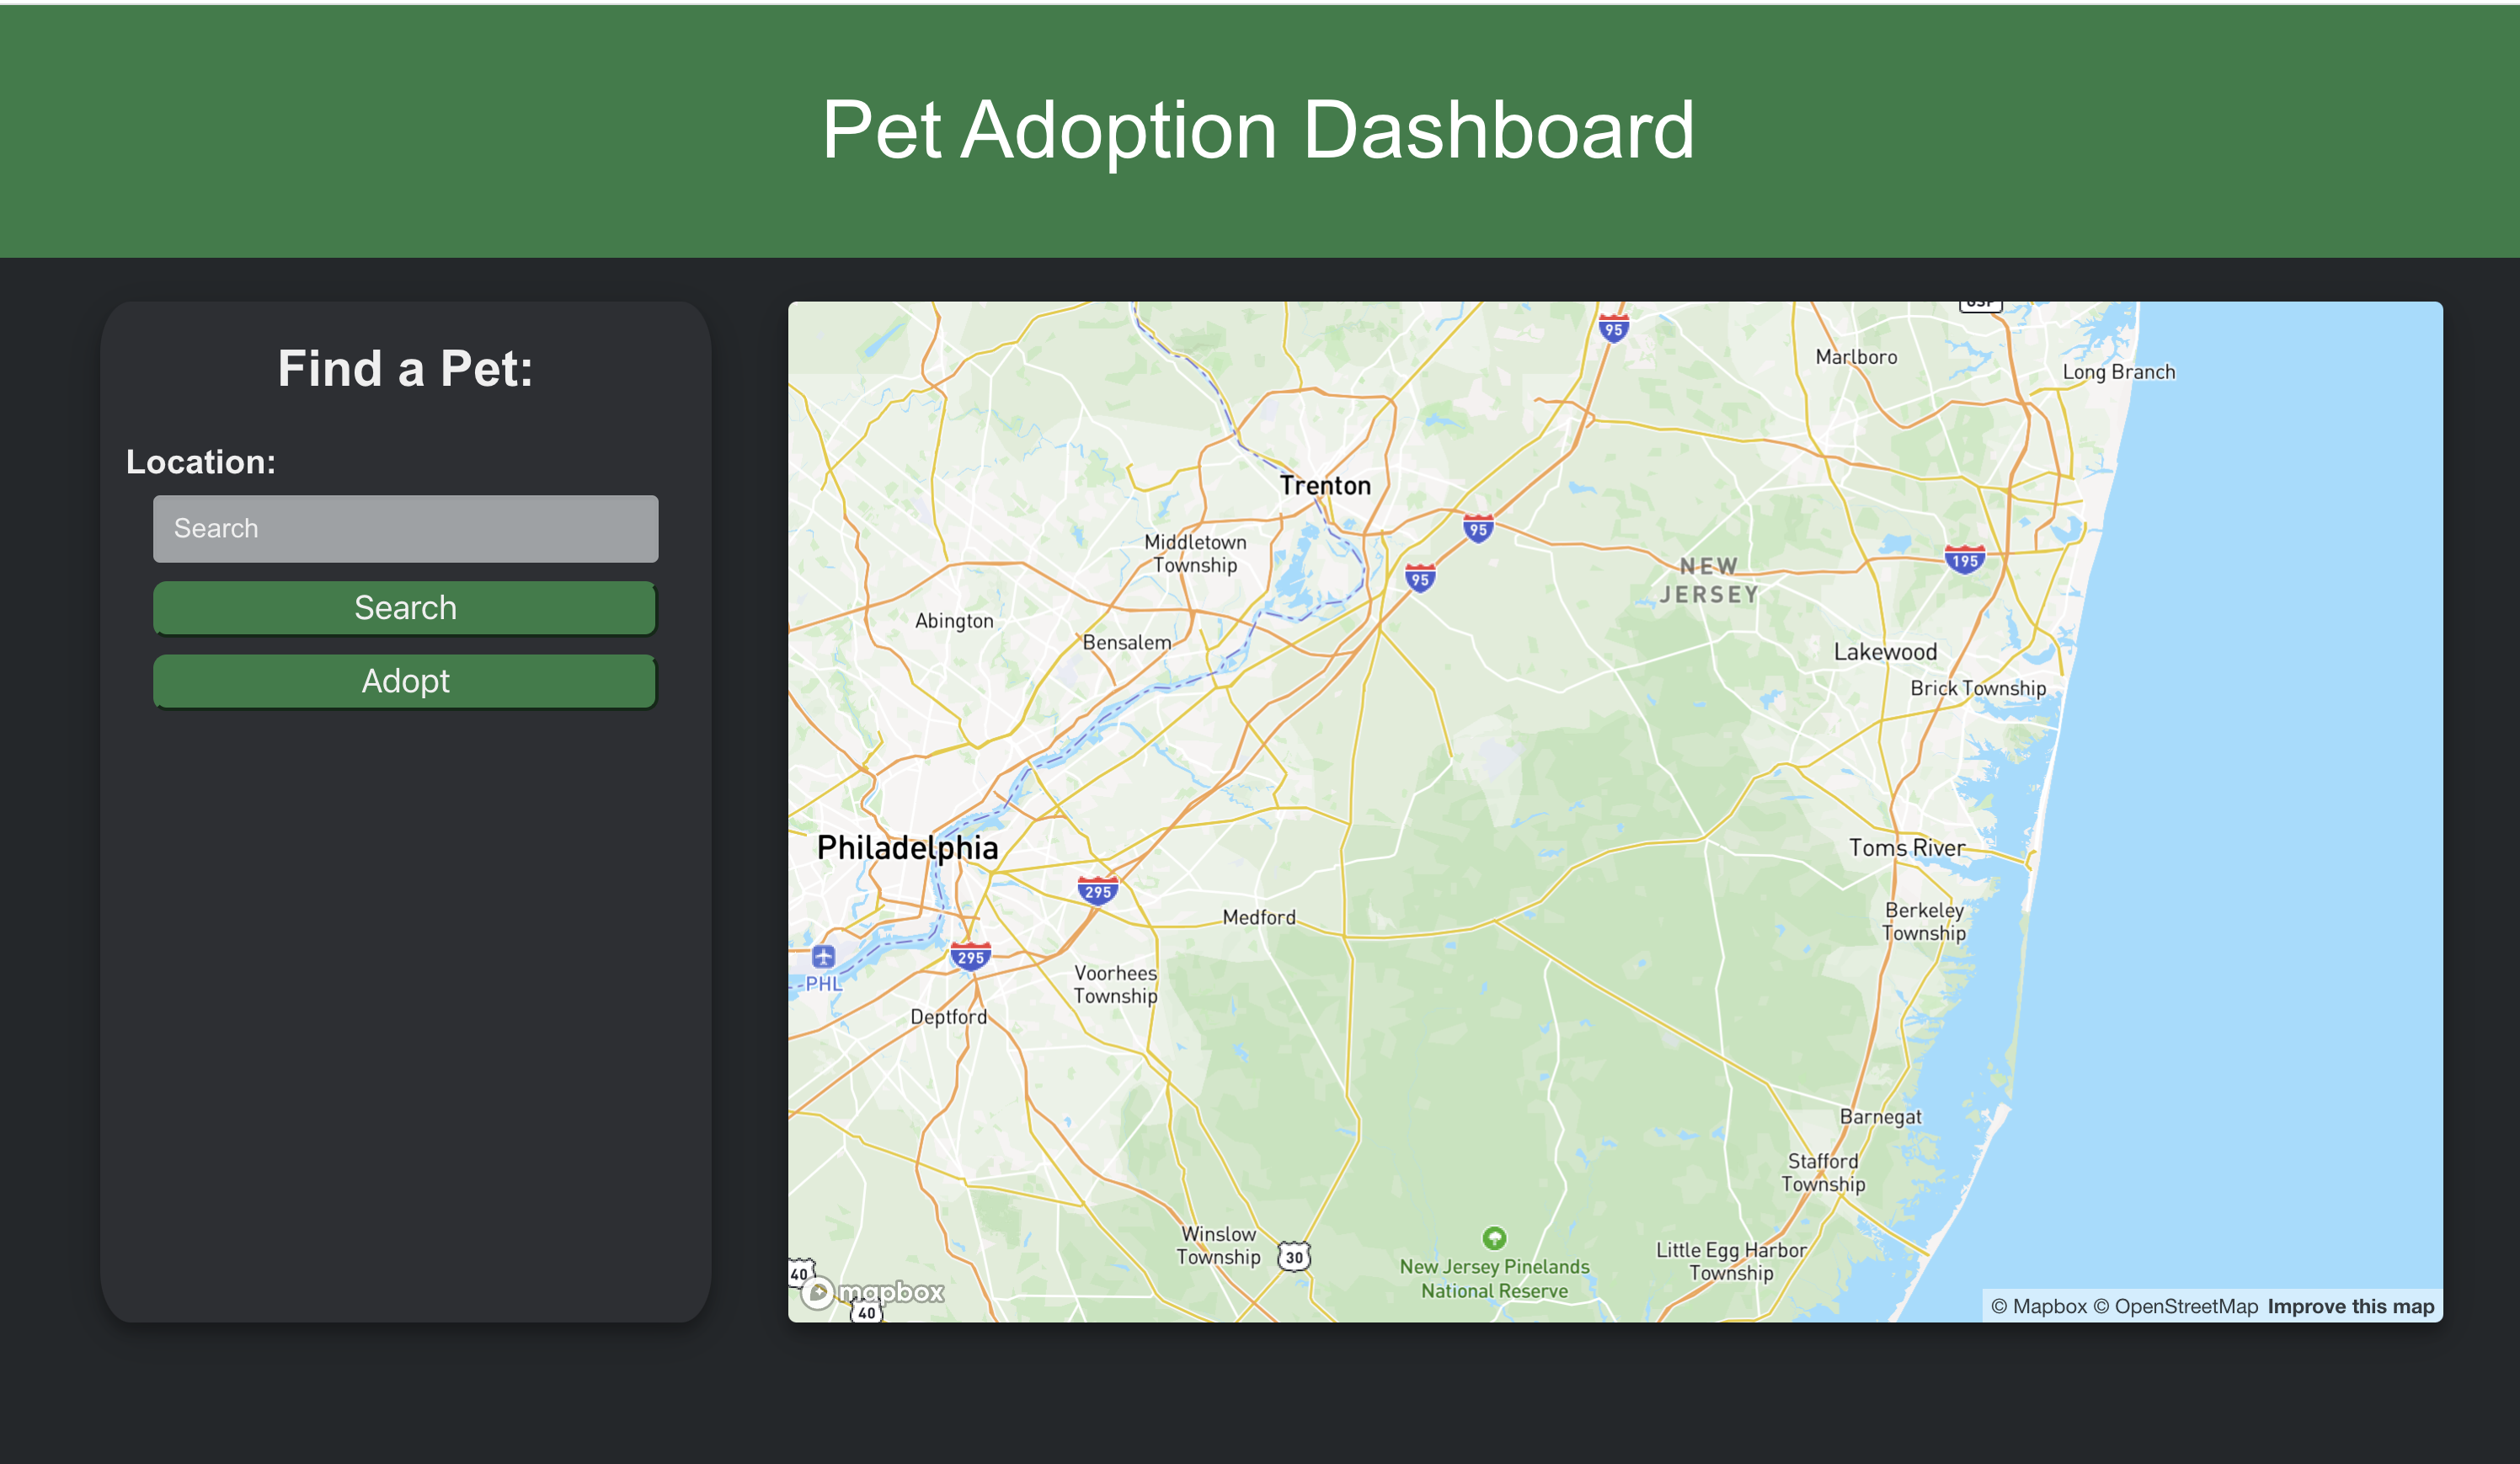 Pet Adoption Dashboard
Find a Pet:
Location:
Search
Search
Adopt
95
Marlboro
Long Branch
Trenton
95
Middletown
Township
95
NEW
JERSEY
195
Abington
Bensalem
Lakewood
Brick Township
Philadelphia
Toms River
295
Medford
Berkeley
Township
295
PHL
Voorhees
Township
Deptford
Barnegat
Stafford
Township
Winslow
Township
30
New Jersey Pinelands
National Reserve
Little Egg Harbor
Township
40
mapbox
40
© Mapbox © OpenStreetMap Improve this map